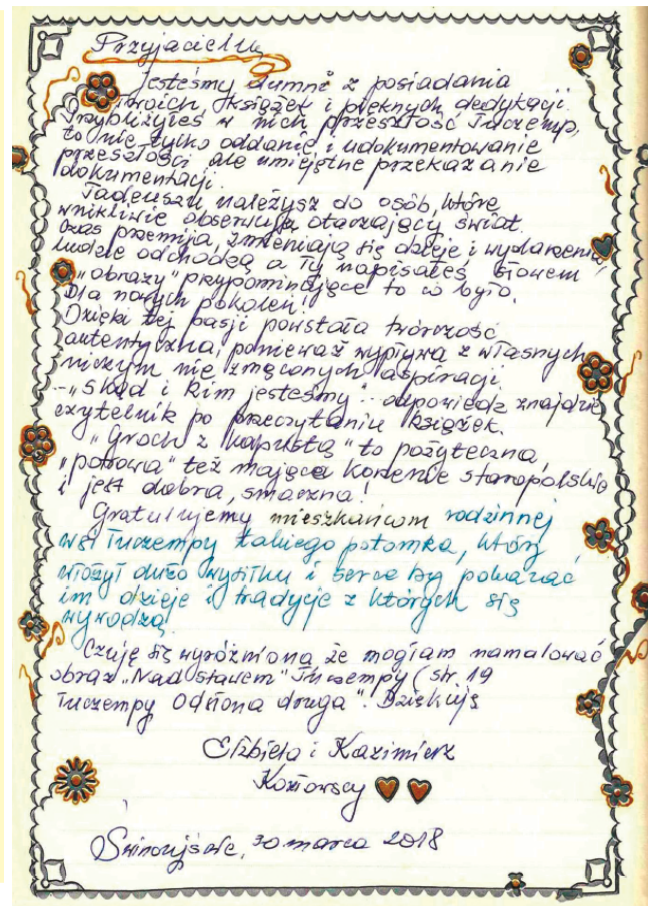 Przyjacielu
Jesteśmy dumni z posiadania
Twoich książek i pięknych dedykacji.
Przybliżyłeś w nich przeszłość Tuczemp,
to nie tylko oddanie i udokumentowanie
przeszłości ale umiejętne przekazanie
dokumentacji.
Tadeuszu należysz do osób, które
wnikliwie obserwują otaczający świat.
Czas przemija, zmieniają się dzieje i wydarzenia,
ludzie odchodzą a Ty napisałeś słowem
"obrazy" przypominające to co było.
Dla nowych pokoleń!
Dzięki tej pasji powstała twórczość
autentyczna, ponieważ wypływa z własnych
niczym nie zmąconych aspiracji.
- "skąd i kim jesteśmy" - odpowiedź znajdzie
czytelnik po przeczytaniu książek.
"Groch z kapustą" to pożyteczna,
"potrawa" też mająca korzenie staropolskie
i jest dobra, smaczna!
Gratulujemy mieszkańcom rodzinnej
wsi Tuczempy takiego potomka, który
włożył dużo wysiłku i serce by pokazać
im dzieje i tradycje z których się
wywodzą!
Czuję się wyróżniona że mogłam namalować
obraz "Nad stawem" Tuczempy (str. 19
Tuczempy Odsłona druga". Dziękuję
Elżbieta i Kazimierz
Kozłowscy
Świnoujście, 30 marca 2018